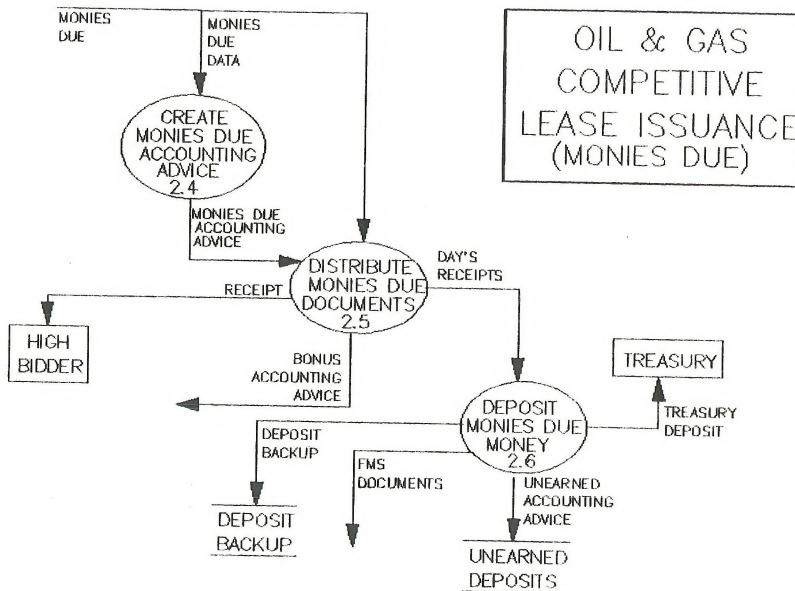 MONIES
DUE
MONIES
DUE
DATA
OIL & GAS
COMPETITIVE
LEASE ISSUANCE
(MONIES DUE)
CREATE
MONIES DUE
ACCOUNTING
ADVICE
2.4
MONIES DUE
ACCOUNTING
ADVICE
DISTRIBUTE
MONIES DUE
DOCUMENTS
2.5
DAY'S
RECEIPTS
RECEIPT
HIGH
BIDDER
BONUS
ACCOUNTING
ADVICE
TREASURY
DEPOSIT
MONIES DUE
MONEY
2.6
TREASURY
DEPOSIT
DEPOSIT
BACKUP
FMS
DOCUMENTS
UNEARNED
ACCOUNTING
ADVICE
DEPOSIT
BACKUP
UNEARNED
DEPOSITS